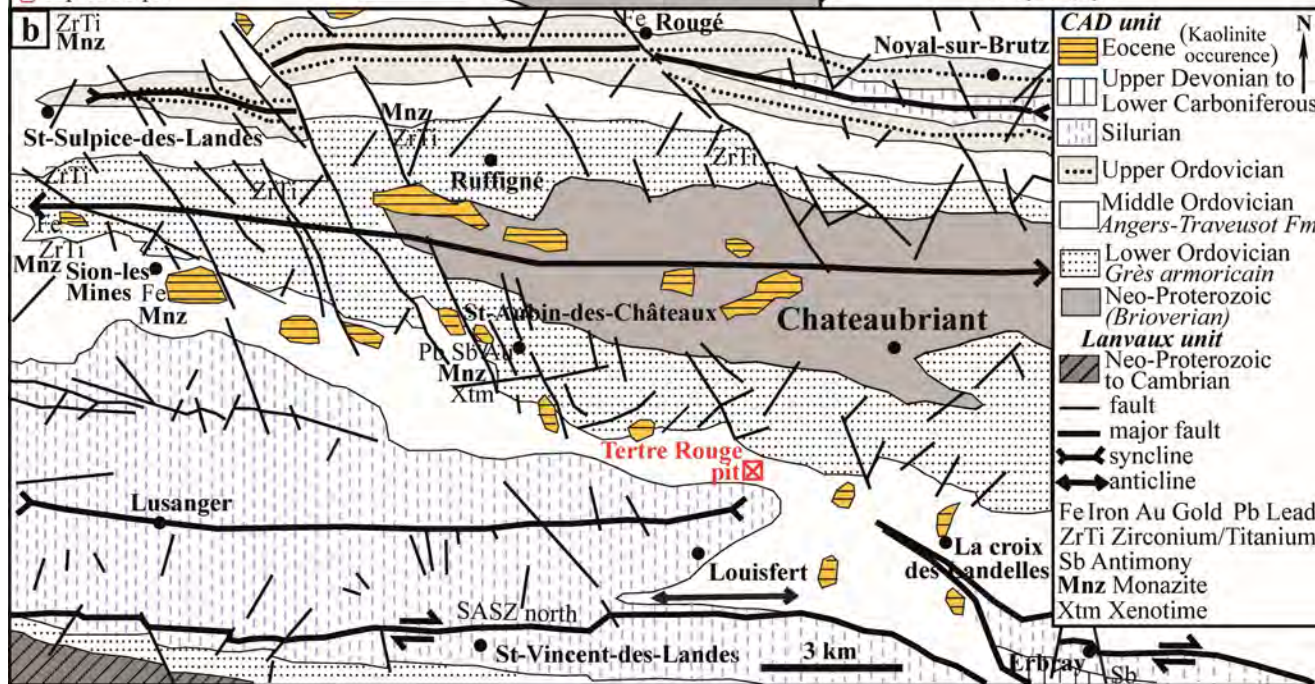 b
ZrTi
Mnz
Fe
Rougé
Noyal-sur-Brutz
St-Sulpice-des-Landes
Mnz
ZrTi
ZrTi
Ruffigné
ZrTi
ZrTi
Fe
ZrTi
Mnz
Sion-les
Mines
Fe
Mnz
St-Aubin-des-Châteaux
Chateaubriant
Pb Sb Au
Mnz
Xtm
Tertre Rouge
pit
Lusanger
Louisfert
La croix
des Landelles
SASZ north
St-Vincent-des-Landes
3 km
Erbray
Sb
CAD unit
N
Eocene (Kaolinite
occurence)
Upper Devonian to
Lower Carboniferous
Silurian
Upper Ordovician
Middle Ordovician
Angers-Traveusot Fm
Lower Ordovician
Grès armoricain
Neo-Proterozoic
(Brioverian)
Lanvaux unit
Neo-Proterozoic
to Cambrian
fault
major fault
syncline
anticline
Fe Iron Au Gold Pb Lead
ZrTi Zirconium/Titanium
Sb Antimony
Mnz Monazite
Xtm Xenotime